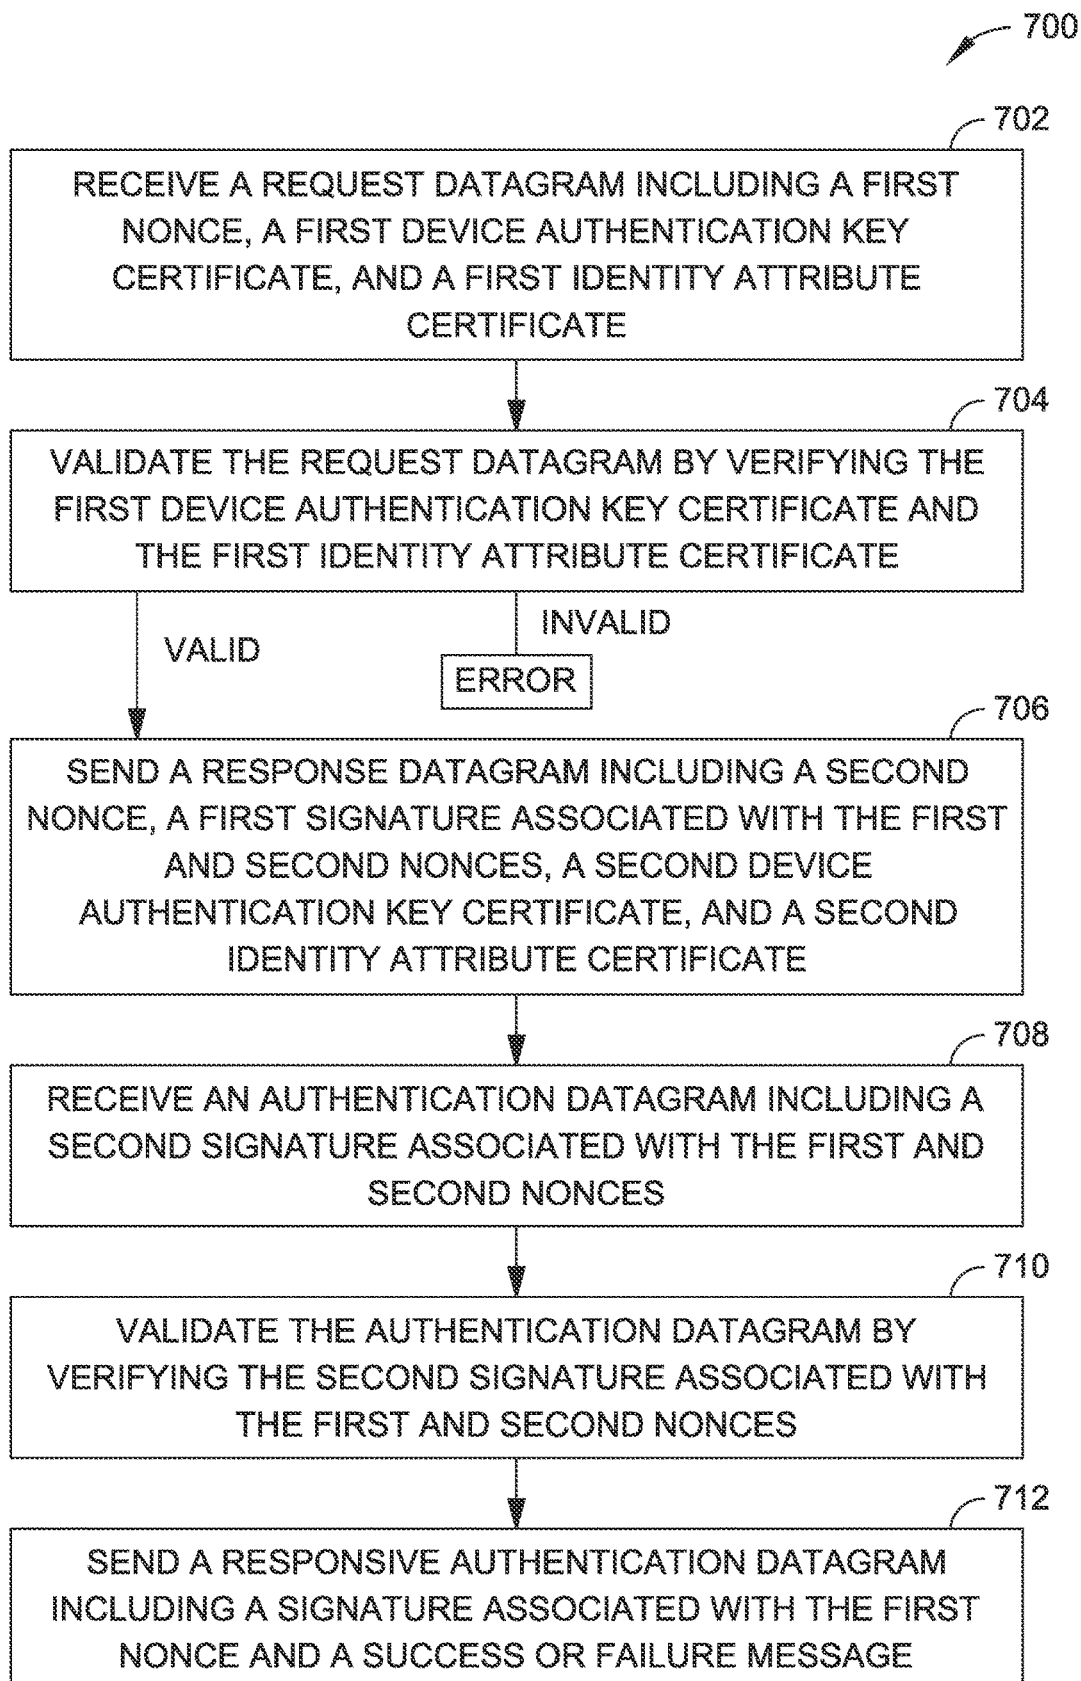 700
702
RECEIVE A REQUEST DATAGRAM INCLUDING A FIRST
NONCE, A FIRST DEVICE AUTHENTICATION KEY
CERTIFICATE, AND A FIRST IDENTITY ATTRIBUTE
CERTIFICATE
704
VALIDATE THE REQUEST DATAGRAM BY VERIFYING THE
FIRST DEVICE AUTHENTICATION KEY CERTIFICATE AND
THE FIRST IDENTITY ATTRIBUTE CERTIFICATE
INVALID
VALID
ERROR
706
SEND A RESPONSE DATAGRAM INCLUDING A SECOND
NONCE, A FIRST SIGNATURE ASSOCIATED WITH THE FIRST
AND SECOND NONCES, A SECOND DEVICE
AUTHENTICATION KEY CERTIFICATE, AND A SECOND
IDENTITY ATTRIBUTE CERTIFICATE
708
RECEIVE AN AUTHENTICATION DATAGRAM INCLUDING A
SECOND SIGNATURE ASSOCIATED WITH THE FIRST AND
SECOND NONCES
710
VALIDATE THE AUTHENTICATION DATAGRAM BY
VERIFYING THE SECOND SIGNATURE ASSOCIATED WITH
THE FIRST AND SECOND NONCES
712
SEND A RESPONSIVE AUTHENTICATION DATAGRAM
INCLUDING A SIGNATURE ASSOCIATED WITH THE FIRST
NONCE AND A SUCCESS OR FAILURE MESSAGE